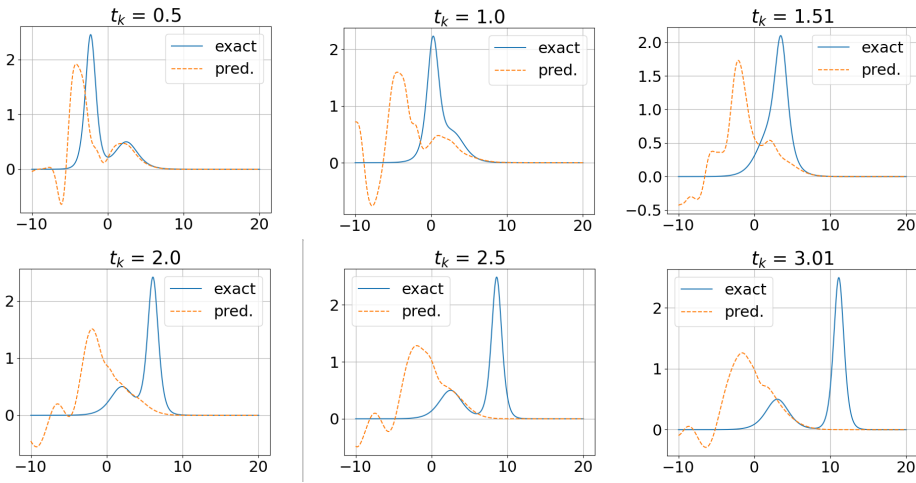 t_k = 0.5
exact
pred.
2
1
0
−10
0
10
20
t_k = 1.0
exact
pred.
2
1
0
−10
0
10
20
t_k = 1.51
exact
pred.
2.0
1.5
1.0
0.5
0.0
−0.5
−10
0
10
20
t_k = 2.0
exact
pred.
2
1
0
−10
0
10
20
t_k = 2.5
exact
pred.
2
1
0
−10
0
10
20
t_k = 3.01
exact
pred.
2
1
0
−10
0
10
20